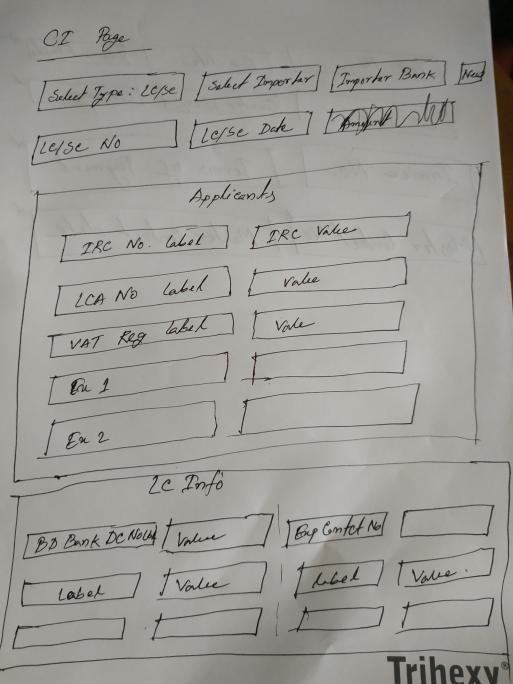 CI Page
Select Type: LC/SC Select Importer Importer Bank New
LC/SC No LC/SC Date
Applicants
IRC No. label IRC Value
LCA No label Value
VAT Reg label Value
Ex 1
Ex 2
LC Info
BD Bank DC No Value Exp Contct No
Label Value label Value.
Trihexy®